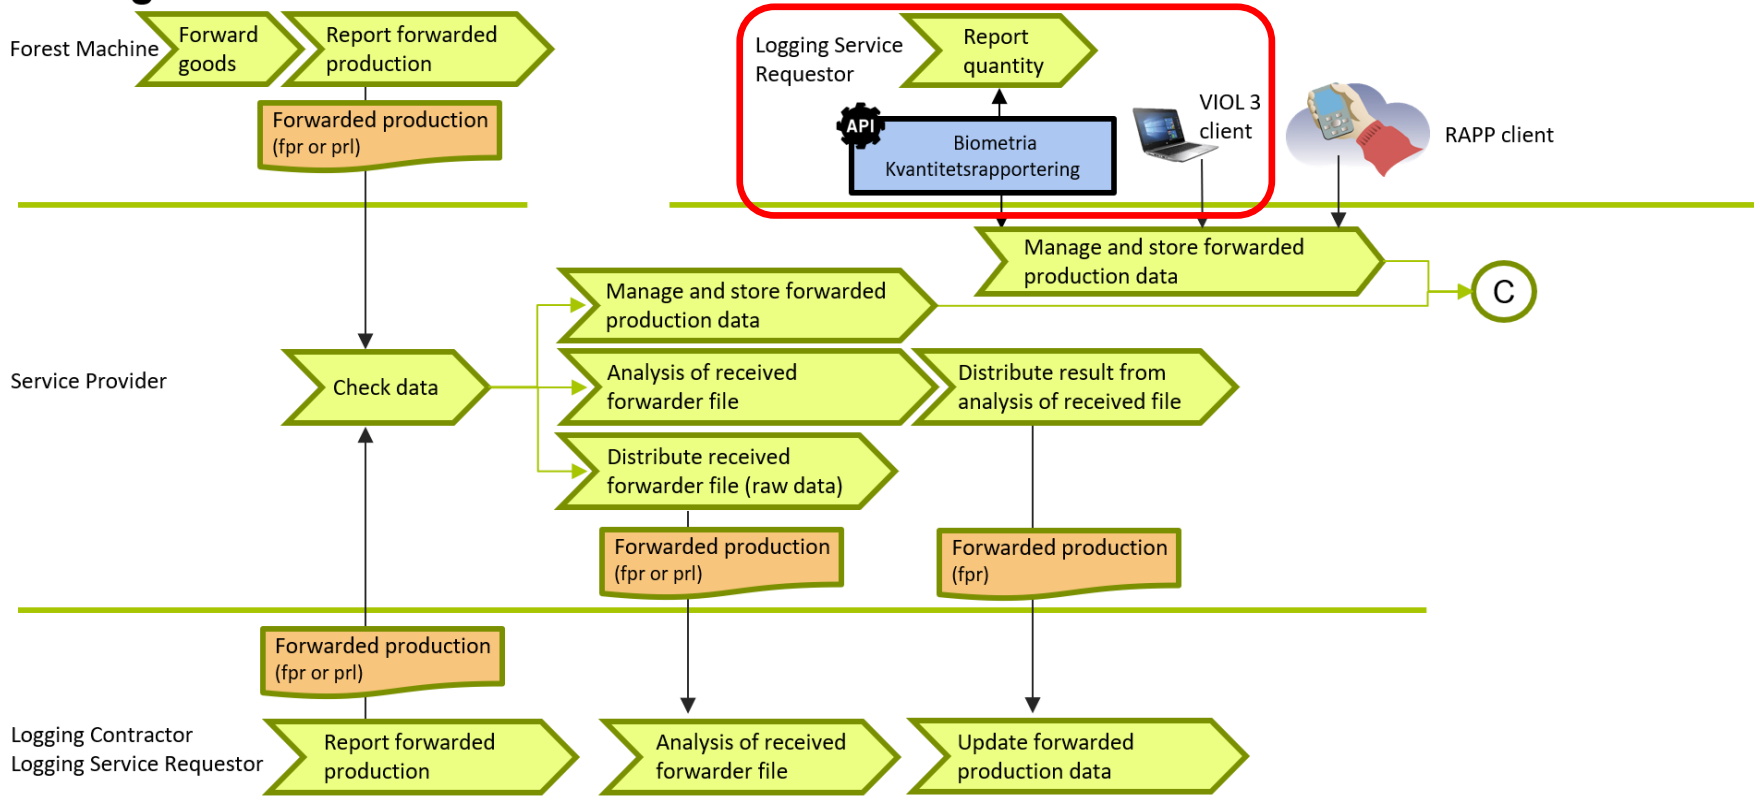 Forest Machine
Forward
goods
Report forwarded
production
Forwarded production
(fpr or prl)
Logging Service
Requestor
Report
quantity
API
Biometria
Kvantitetsrapportering
VIOL 3
client
RAPP client
Manage and store forwarded
production data
C
Manage and store forwarded
production data
Service Provider
Check data
Analysis of received
forwarder file
Distribute result from
analysis of received file
Distribute received
forwarder file (raw data)
Forwarded production
(fpr or prl)
Forwarded production
(fpr)
Forwarded production
(fpr or prl)
Logging Contractor
Logging Service Requestor
Report forwarded
production
Analysis of received
forwarder file
Update forwarded
production data